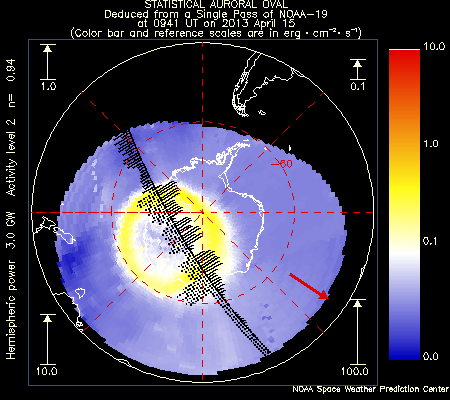 STATISTICAL AURORAL OVAL
Deduced from a Single Pass of NOAA-19
at 0941 UT on 2013 April 15
(Color bar and reference scales are in erg · cm⁻² · s⁻¹)
Hemispheric power 3.0 GW Activity level 2 n= 0.94
1.0
0.1
10.0
100.0
-60
10.0
1.0
0.1
0.0
NOAA Space Weather Prediction Center